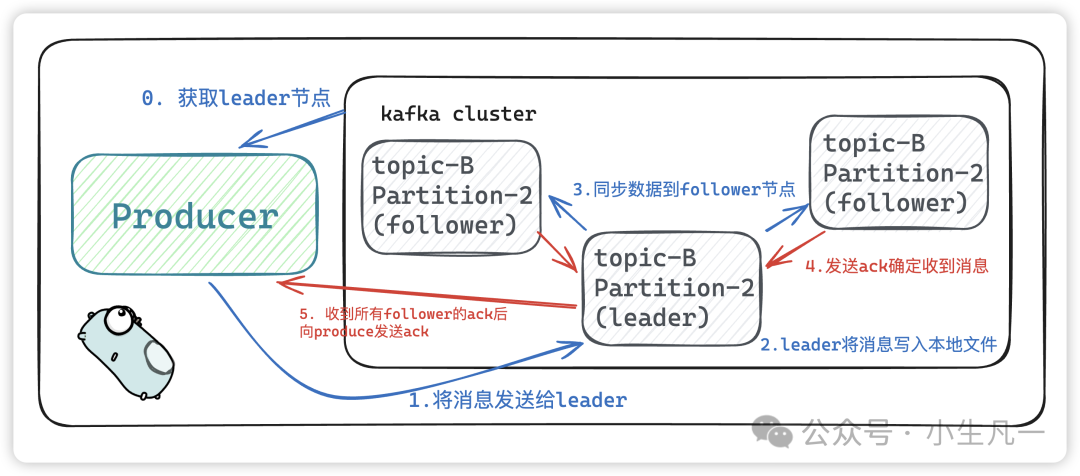 0. 获取leader节点
kafka cluster
Producer
topic-B
Partition-2
(follower)
3.同步数据到follower节点
topic-B
Partition-2
(follower)
topic-B
Partition-2
(leader)
4.发送ack确定收到消息
5. 收到所有follower的ack后
向produce发送ack
2.leader将消息写入本地文件
1.将消息发送给leader
公众号 · 小生凡一